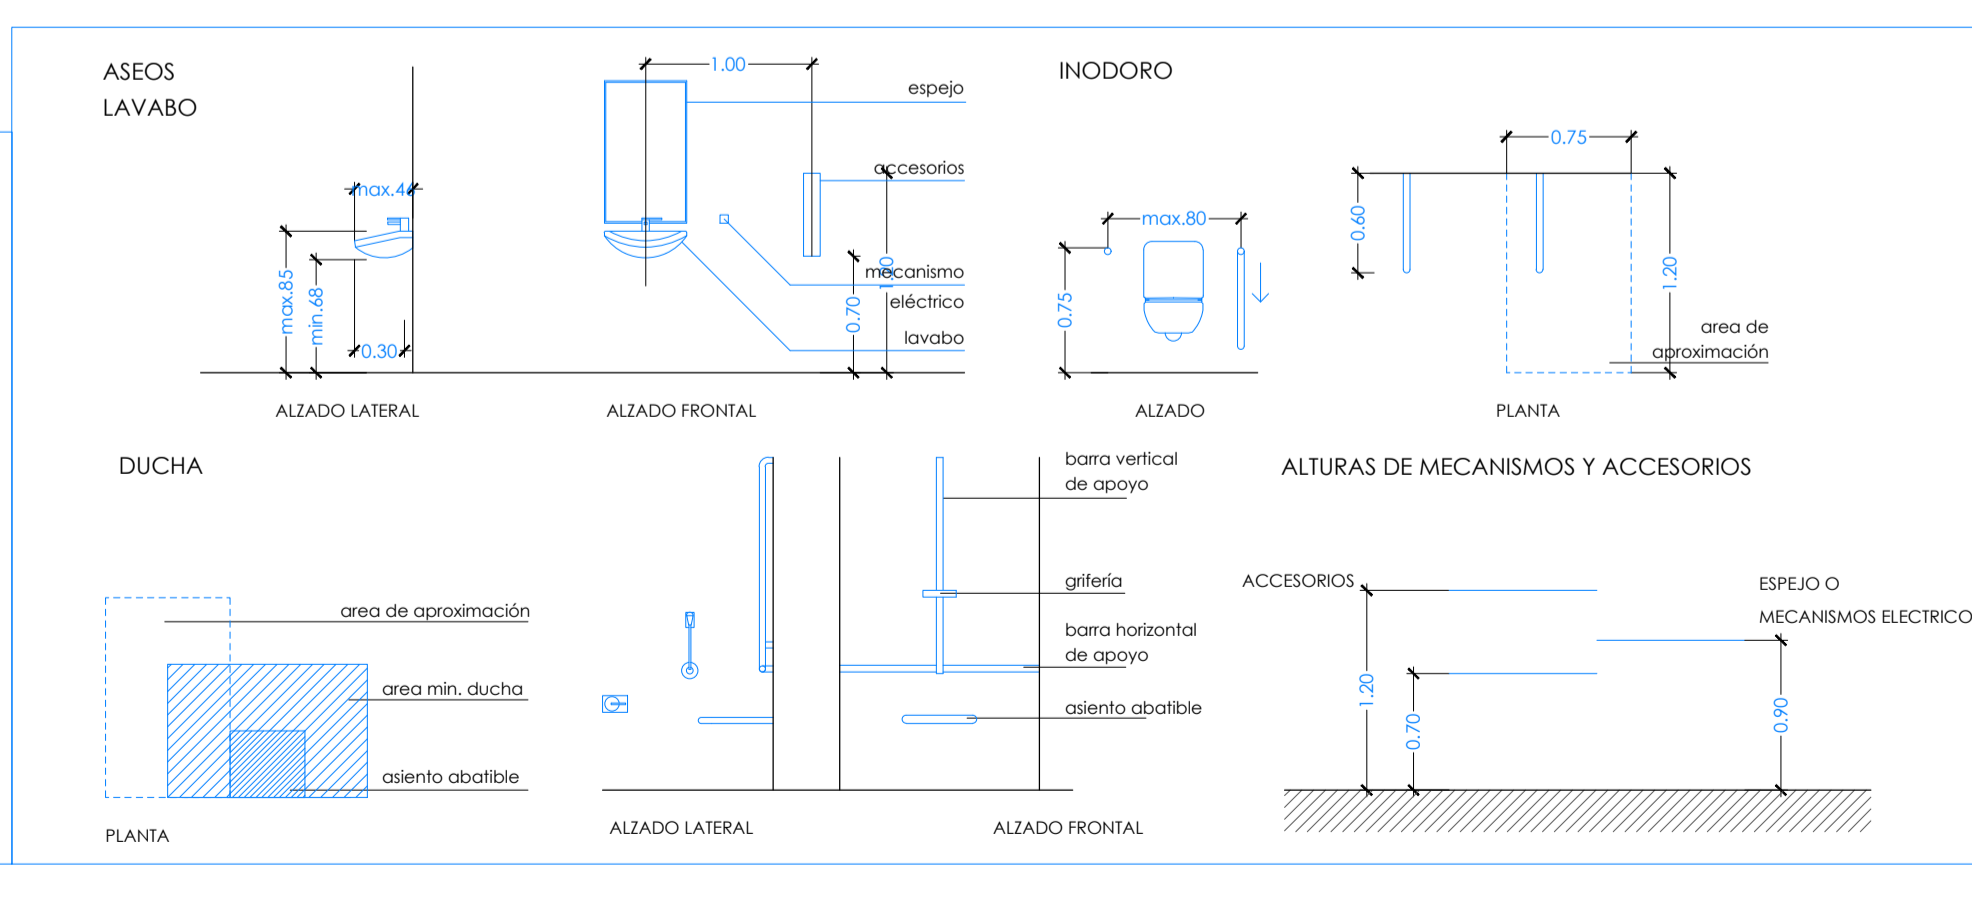 ASEOS
LAVABO
1.00
espejo
accesorios
max.46
max.85
min.68
0.30
mecanismo
eléctrico
lavabo
0.70
1.20
ALZADO LATERAL
ALZADO FRONTAL
INODORO
max.80
0.75
ALZADO
0.75
0.60
1.20
area de
aproximación
PLANTA
DUCHA
area de aproximación
area min. ducha
asiento abatible
PLANTA
barra vertical
de apoyo
grifería
barra horizontal
de apoyo
asiento abatible
ALZADO LATERAL
ALZADO FRONTAL
ALTURAS DE MECANISMOS Y ACCESORIOS
ACCESORIOS
ESPEJO O
MECANISMOS ELECTRICO
1.20
0.70
0.90